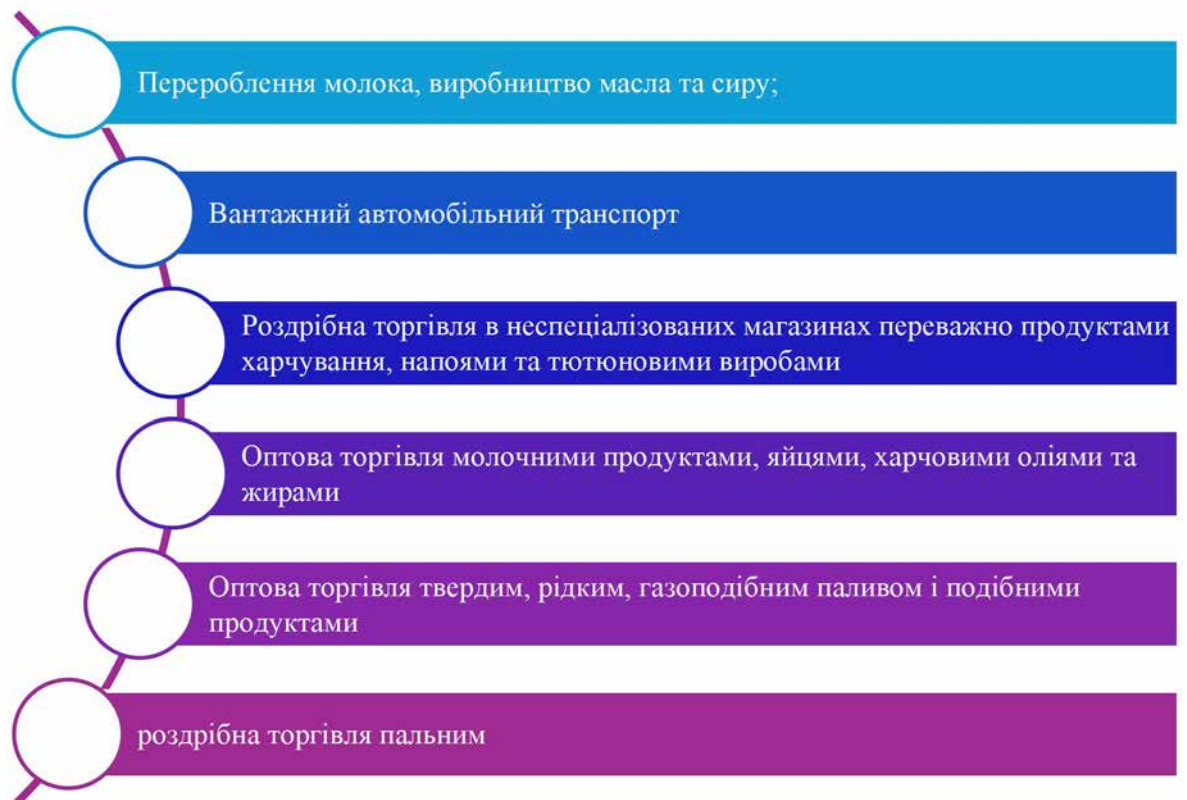 Перероблення молока, виробництво масла та сиру;
Вантажний автомобільний транспорт
Роздрібна торгівля в неспеціалізованих магазинах переважно продуктами
харчування, напоями та тютюновими виробами
Оптова торгівля молочними продуктами, яйцями, харчовими оліями та
жирами
Оптова торгівля твердим, рідким, газоподібним паливом і подібними
продуктами
роздрібна торгівля пальним